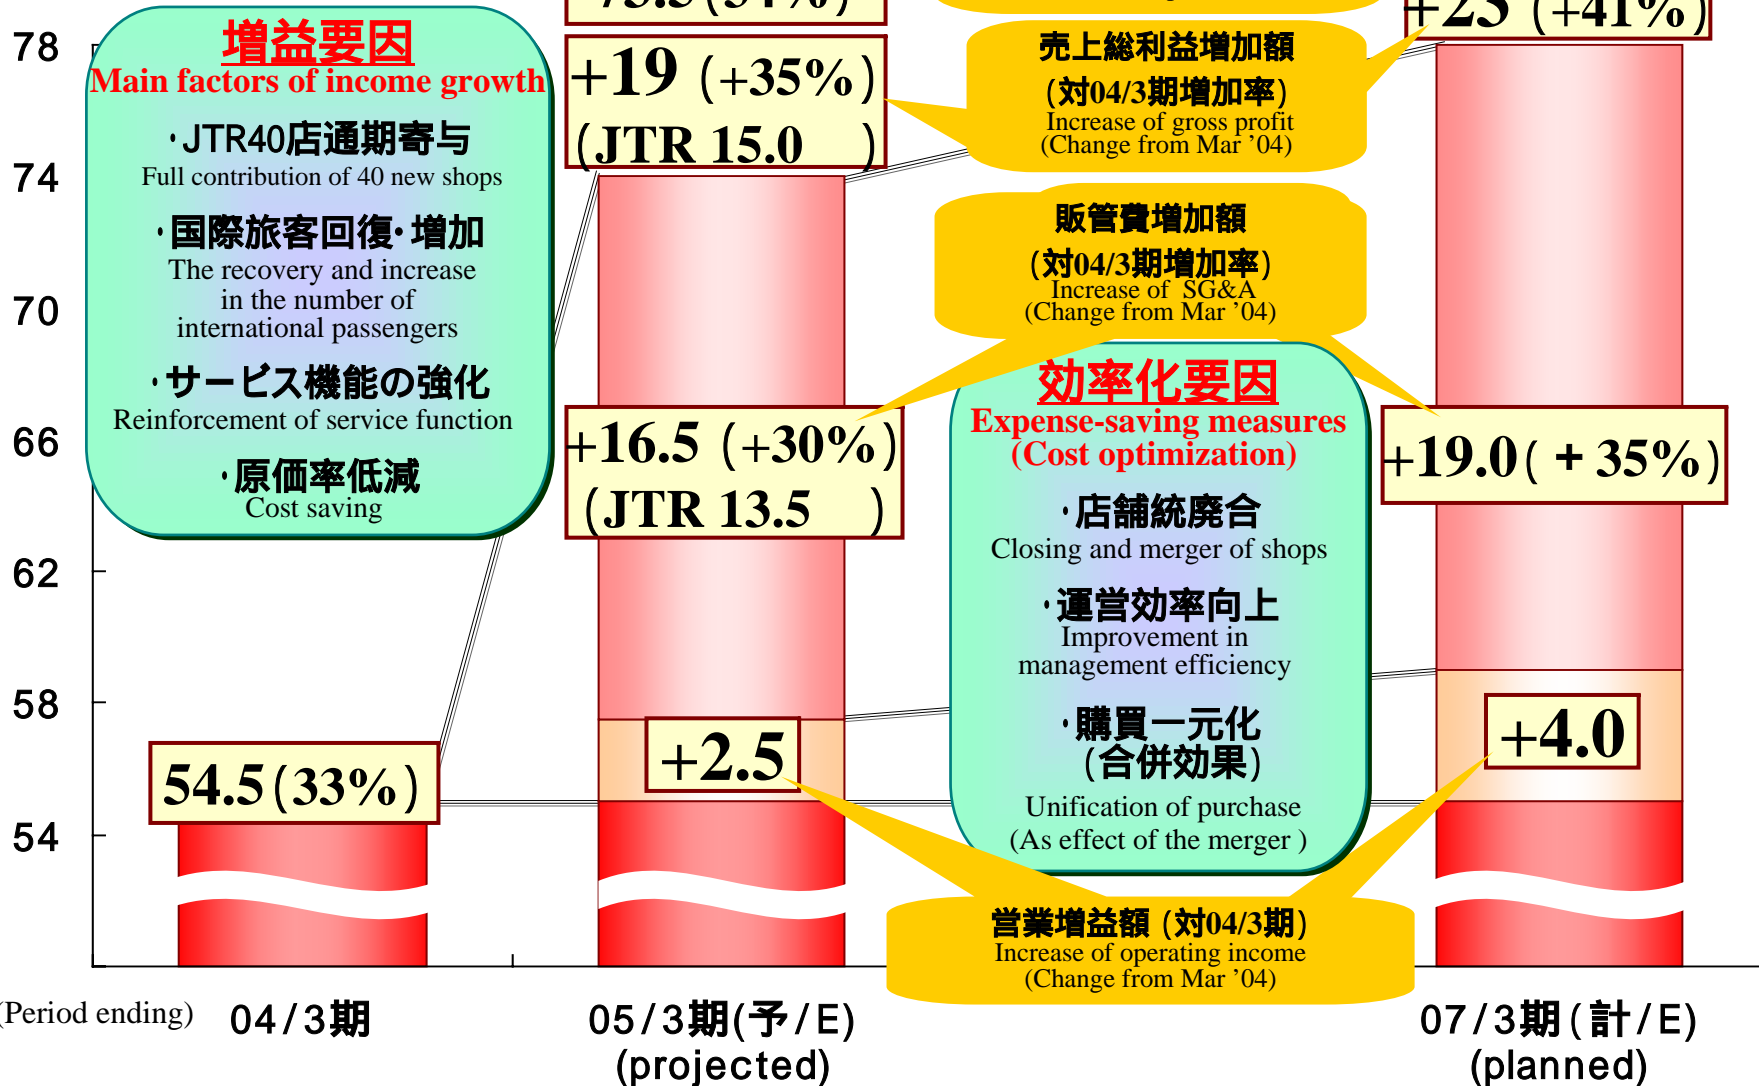 78
74
70
66
62
58
54
増益要因
Main factors of income growth
・JTR40店通期寄与
Full contribution of 40 new shops
・国際旅客回復・増加
The recovery and increase
in the number of
international passengers
・サービス機能の強化
Reinforcement of service function
・原価率低減
Cost saving
54.5(33%)
+19 (+35%)
(JTR 15.0 )
+16.5 (+30%)
(JTR 13.5 )
+2.5
売上総利益増加額
(対04/3期増加率)
Increase of gross profit
(Change from Mar ’04)
販管費増加額
(対04/3期増加率)
Increase of SG&A
(Change from Mar ’04)
効率化要因
Expense-saving measures
(Cost optimization)
・店舗統廃合
Closing and merger of shops
・運営効率向上
Improvement in
management efficiency
・購買一元化
(合併効果)
Unification of purchase
(As effect of the merger )
営業増益額 (対04/3期)
Increase of operating income
(Change from Mar ’04)
(+41%)
+19.0(+35%)
+4.0
(Period ending)
04/3期
05/3期(予/E)
(projected)
07/3期(計/E)
(planned)